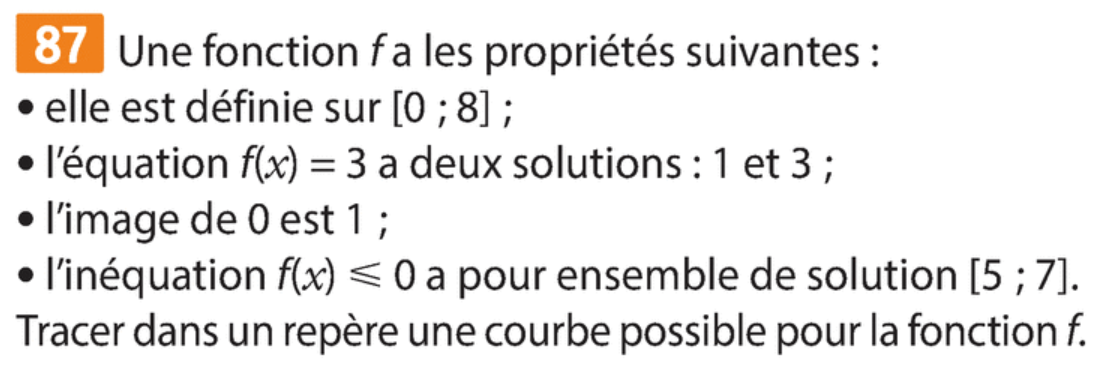 87 Une fonction f a les propriétés suivantes :
• elle est définie sur [0 ; 8] ;
• l’équation f(x) = 3 a deux solutions : 1 et 3 ;
• l’image de 0 est 1 ;
• l’inéquation f(x) ⩽ 0 a pour ensemble de solution [5 ; 7].
Tracer dans un repère une courbe possible pour la fonction f.